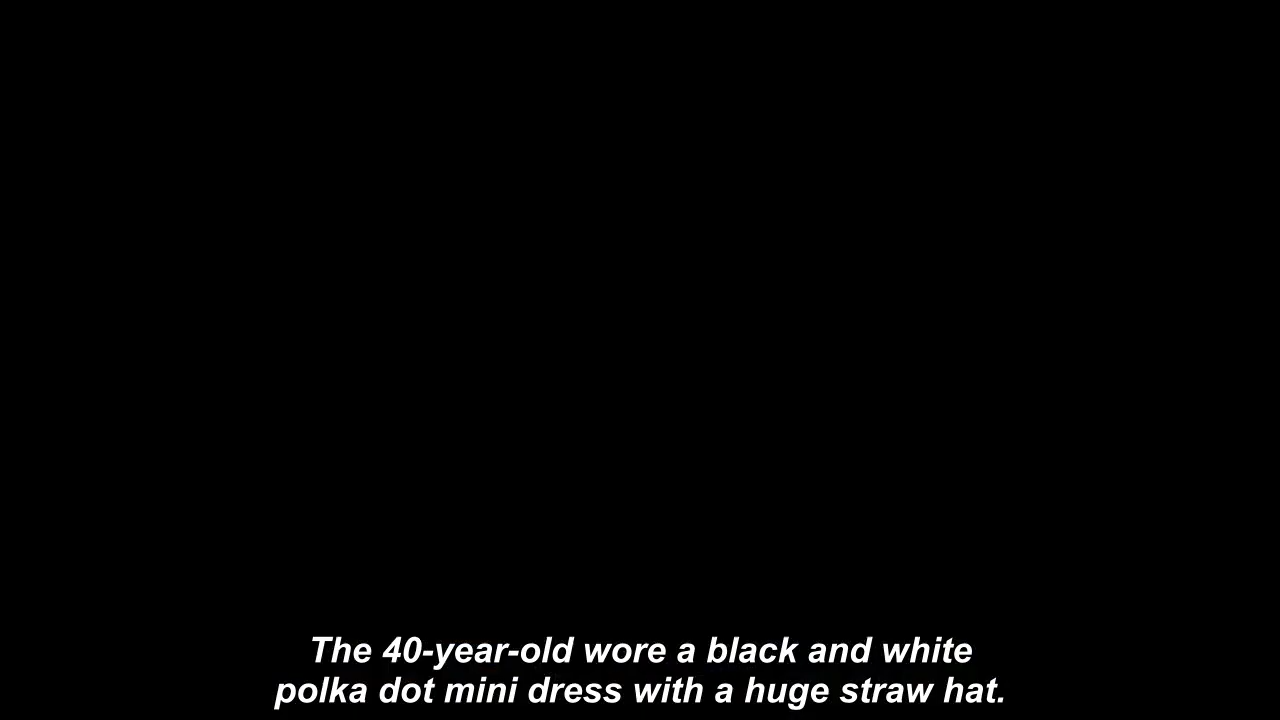 The 40-year-old wore a black and white
polka dot mini dress with a huge straw hat.